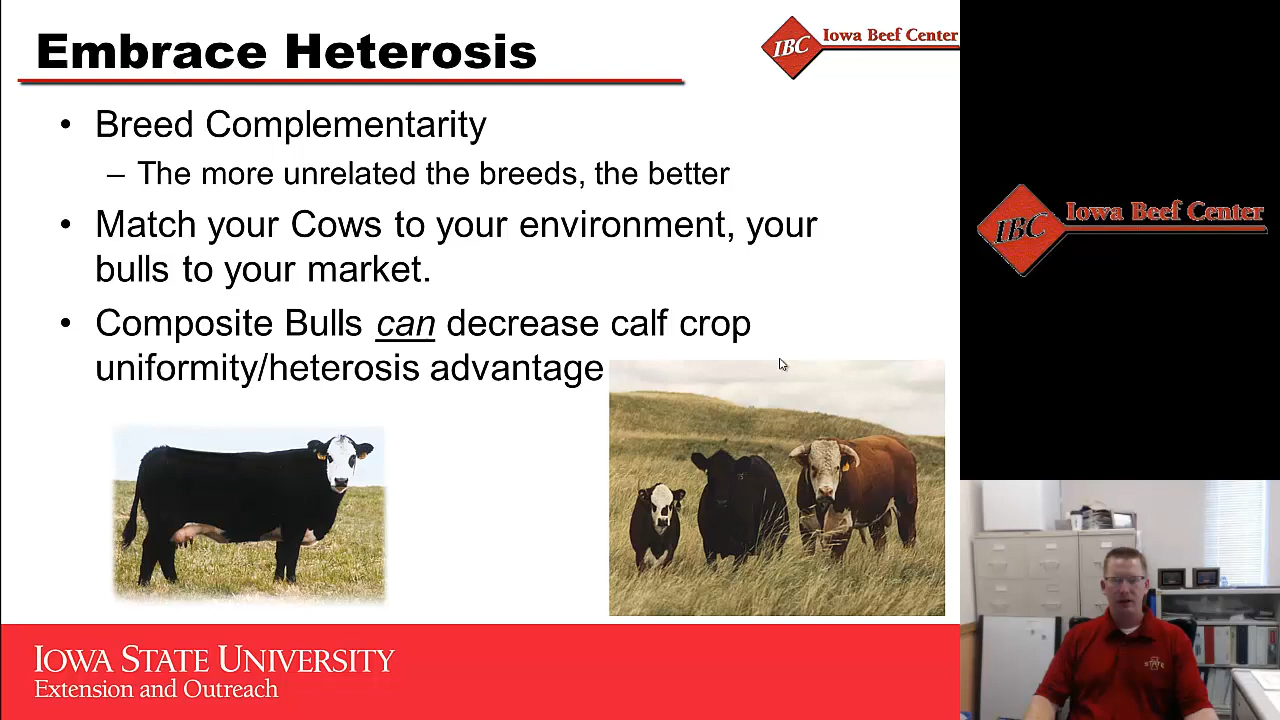 Embrace Heterosis
IBC Iowa Beef Center
• Breed Complementarity
– The more unrelated the breeds, the better
• Match your Cows to your environment, your
bulls to your market.
• Composite Bulls can decrease calf crop
uniformity/heterosis advantage
IOWA STATE UNIVERSITY
Extension and Outreach
IBC Iowa Beef Center
STATE